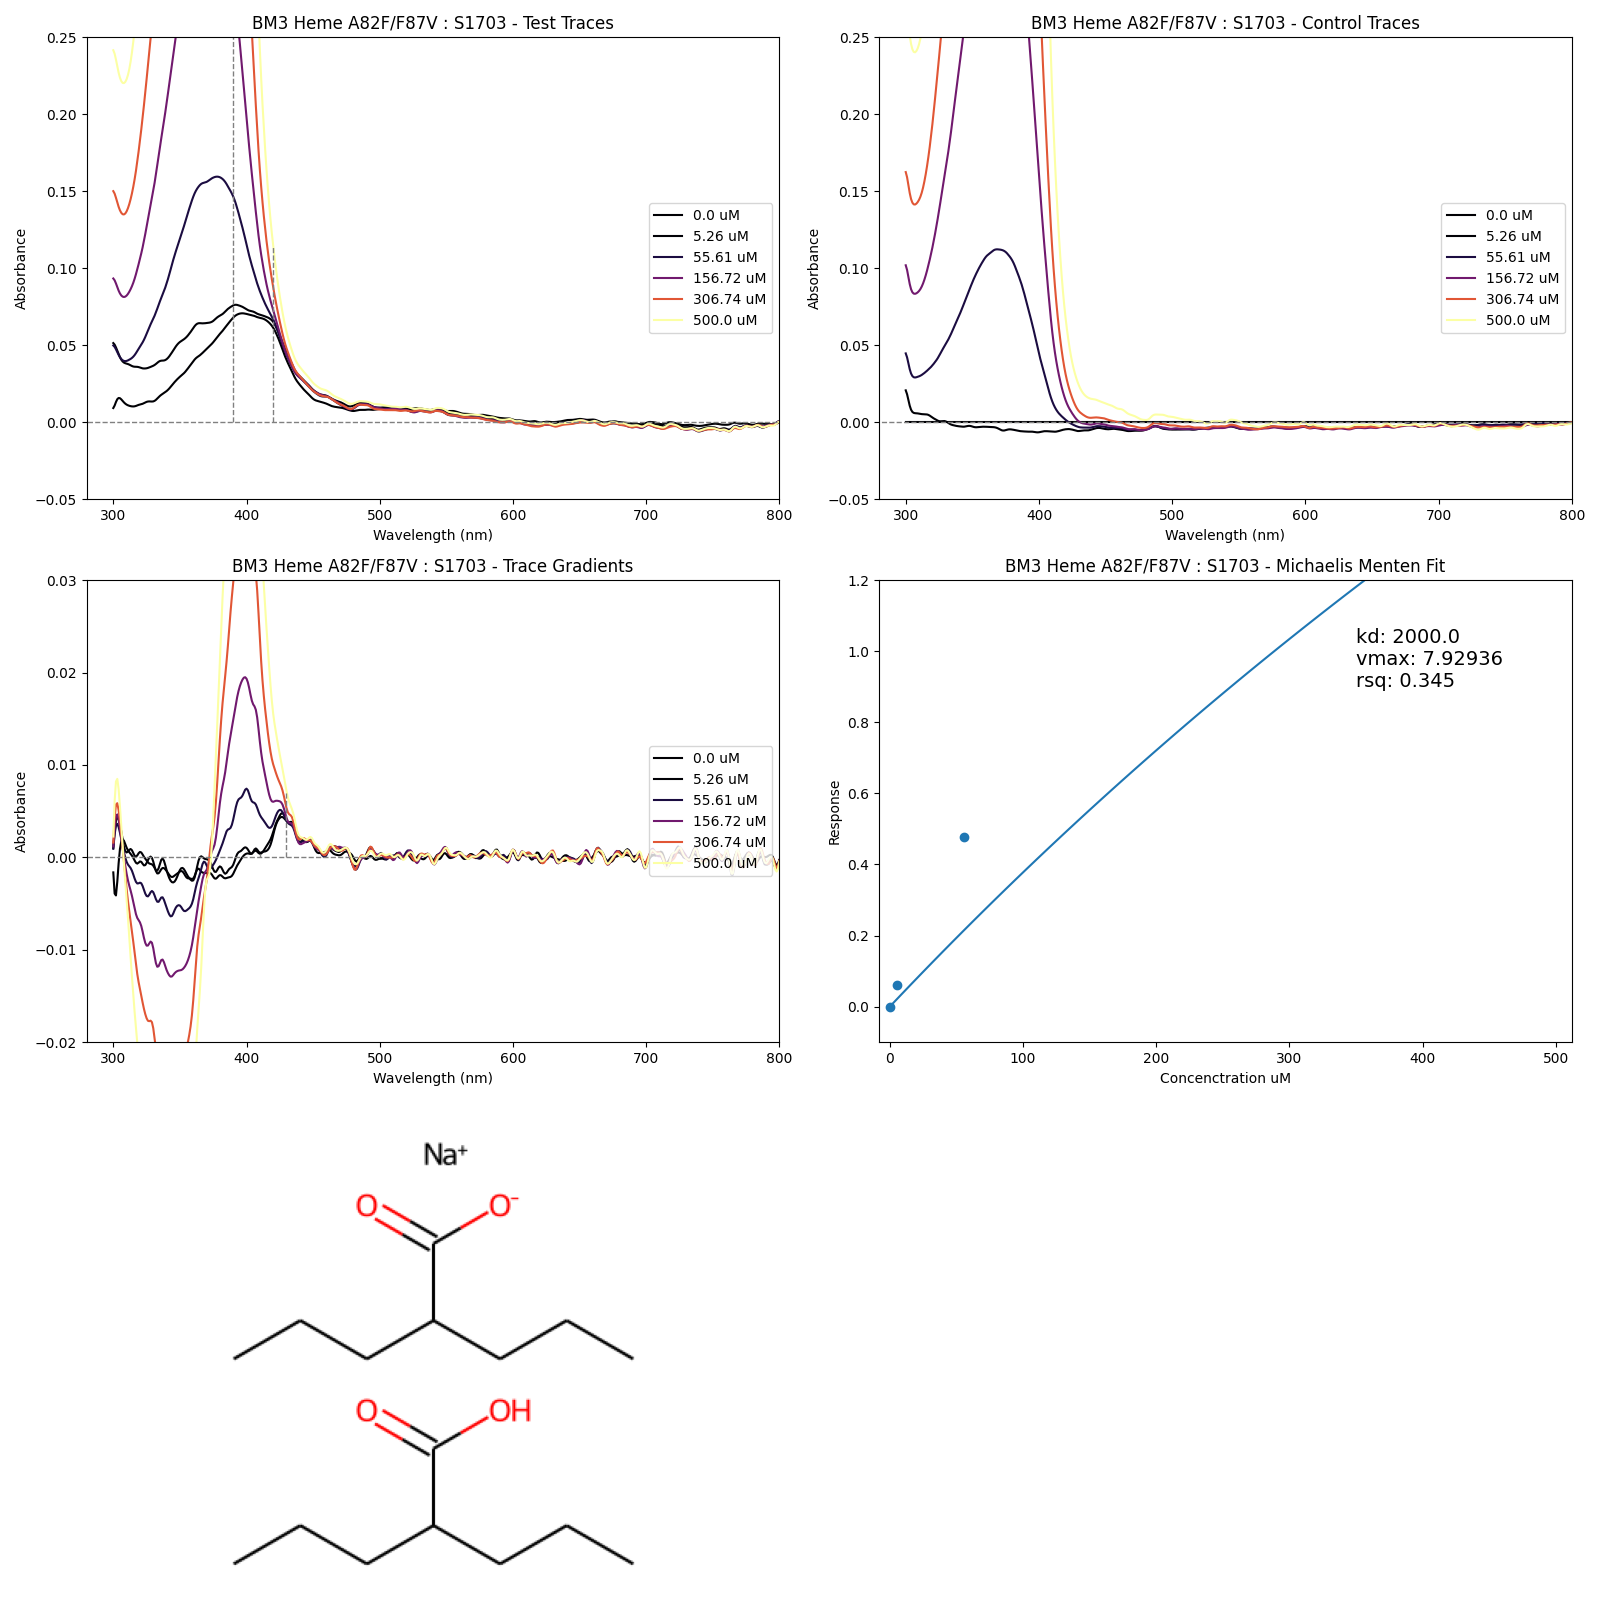 BM3 Heme A82F/F87V : S1703 - Test Traces
0.25
0.20
0.15
0.10
0.05
0.00
−0.05
Absorbance
0.0 uM
5.26 uM
55.61 uM
156.72 uM
306.74 uM
500.0 uM
300 400 500 600 700 800
Wavelength (nm)
BM3 Heme A82F/F87V : S1703 - Control Traces
0.25
0.20
0.15
0.10
0.05
0.00
−0.05
Absorbance
0.0 uM
5.26 uM
55.61 uM
156.72 uM
306.74 uM
500.0 uM
300 400 500 600 700 800
Wavelength (nm)
BM3 Heme A82F/F87V : S1703 - Trace Gradients
0.03
0.02
0.01
0.00
−0.01
−0.02
Absorbance
0.0 uM
5.26 uM
55.61 uM
156.72 uM
306.74 uM
500.0 uM
300 400 500 600 700 800
Wavelength (nm)
BM3 Heme A82F/F87V : S1703 - Michaelis Menten Fit
1.2
1.0
0.8
0.6
0.4
0.2
0.0
Response
kd: 2000.0
vmax: 7.92936
rsq: 0.345
0 100 200 300 400 500
Concenctration uM
Na+
O O-
O OH